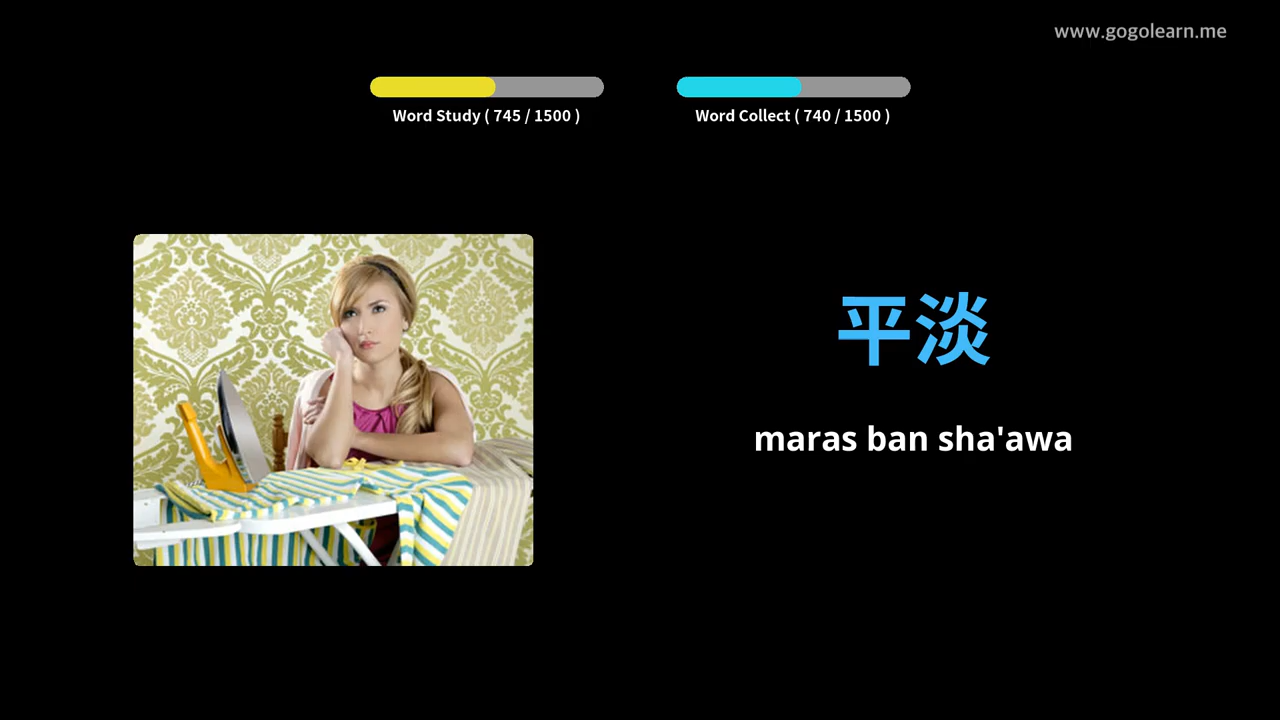 www.gogolearn.me
Word Study ( 745 / 1500 )
Word Collect ( 740 / 1500 )
平淡
maras ban sha'awa